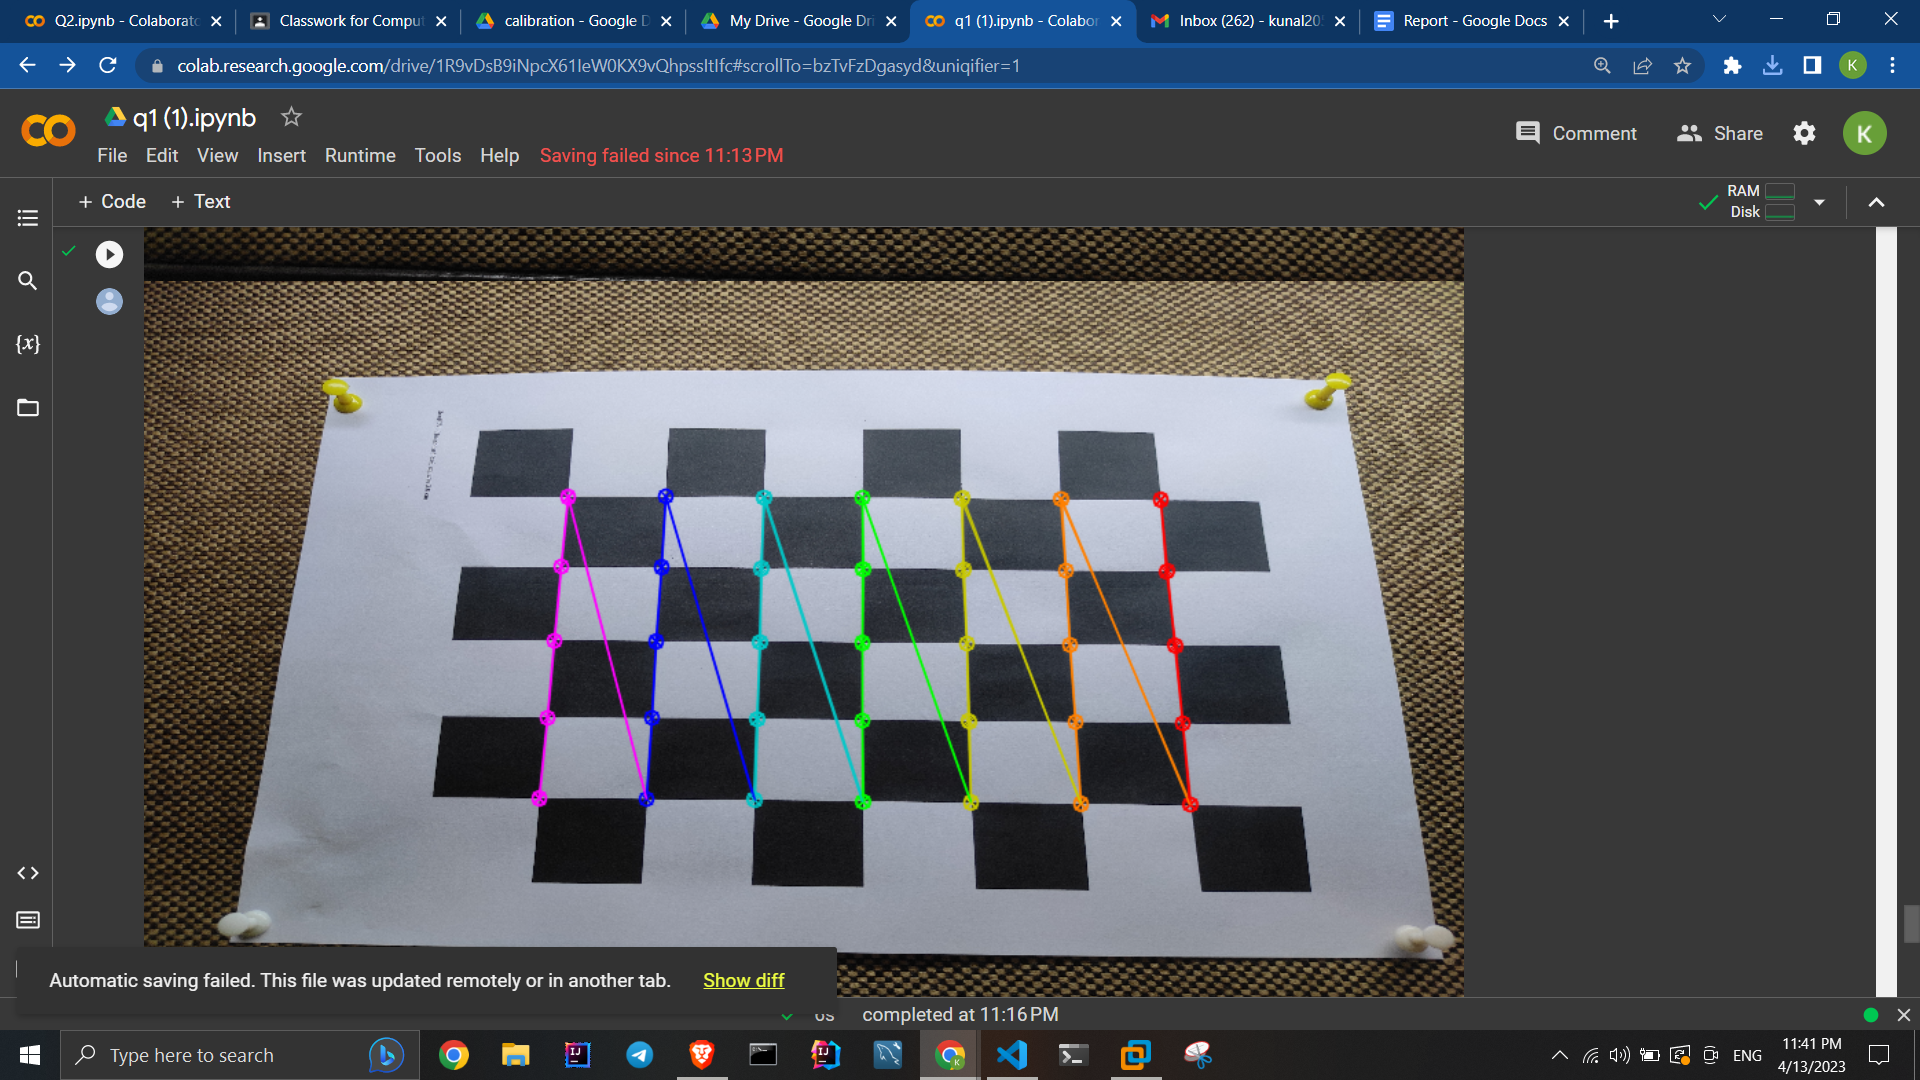 Q2.ipynb - Colaborato
Classwork for Comput
calibration - Google D
My Drive - Google Dri
q1 (1).ipynb - Colabor
Inbox (262) - kunal20
Report - Google Docs
colab.research.google.com/drive/1R9vDsB9iNpcX61IeW0KX9vQhpssItIfc#scrollTo=bzTvFzDgasyd&uniqifier=1
K
q1 (1).ipynb
Comment
Share
K
File Edit View Insert Runtime Tools Help Saving failed since 11:13 PM
+ Code + Text
RAM
Disk
{x}
Automatic saving failed. This file was updated remotely or in another tab. Show diff
0s completed at 11:16 PM
Type here to search
ENG
11:41 PM
4/13/2023